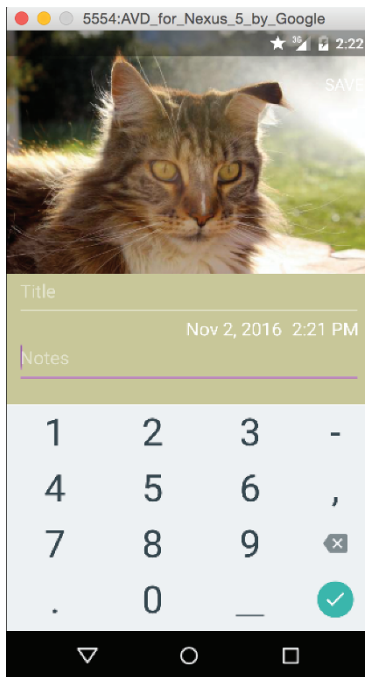 5554:AVD_for_Nexus_5_by_Google
3G 2:22
SAVE
Title
Nov 2, 2016 2:21 PM
Notes
1 2 3 -
4 5 6 ,
7 8 9
. 0 _